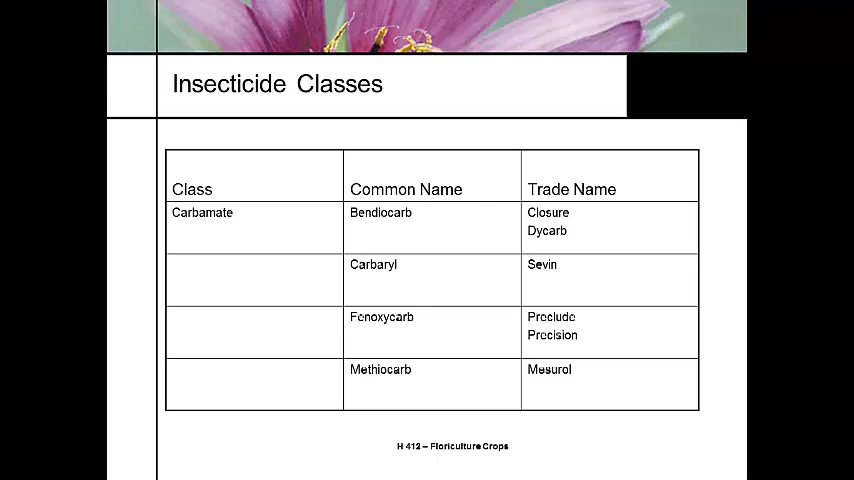 Insecticide Classes
Class Common Name Trade Name
Carbamate Bendiocarb Closure
Dycarb
Carbaryl Sevin
Fenoxycarb Preclude
Precision
Methiocarb Mesurol
H 412 – Floriculture Crops